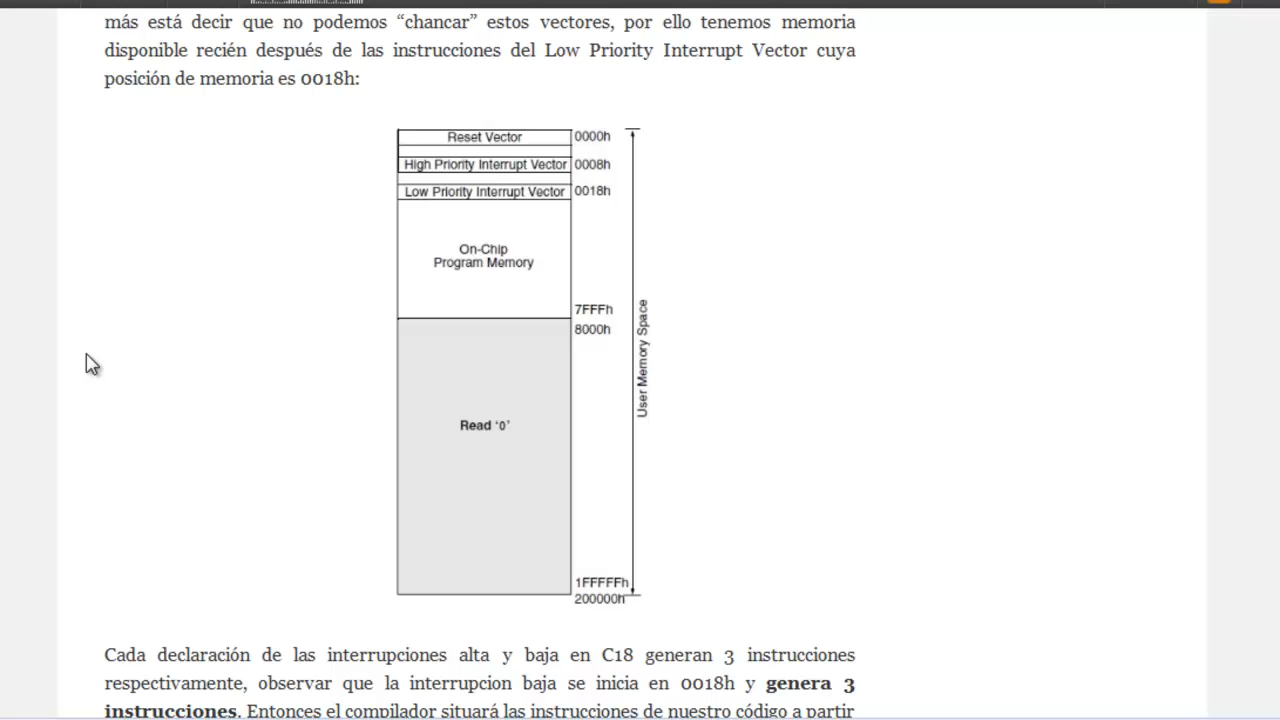 más está decir que no podemos “chancar” estos vectores, por ello tenemos memoria
disponible recién después de las instrucciones del Low Priority Interrupt Vector cuya
posición de memoria es 0018h:
Reset Vector 0000h
High Priority Interrupt Vector 0008h
Low Priority Interrupt Vector 0018h
On-Chip
Program Memory
7FFFh
8000h
User Memory Space
Read ‘0’
1FFFFFh
200000h
Cada declaración de las interrupciones alta y baja en C18 generan 3 instrucciones
respectivamente, observar que la interrupcion baja se inicia en 0018h y genera 3
instrucciones. Entonces el compilador situará las instrucciones de nuestro código a partir